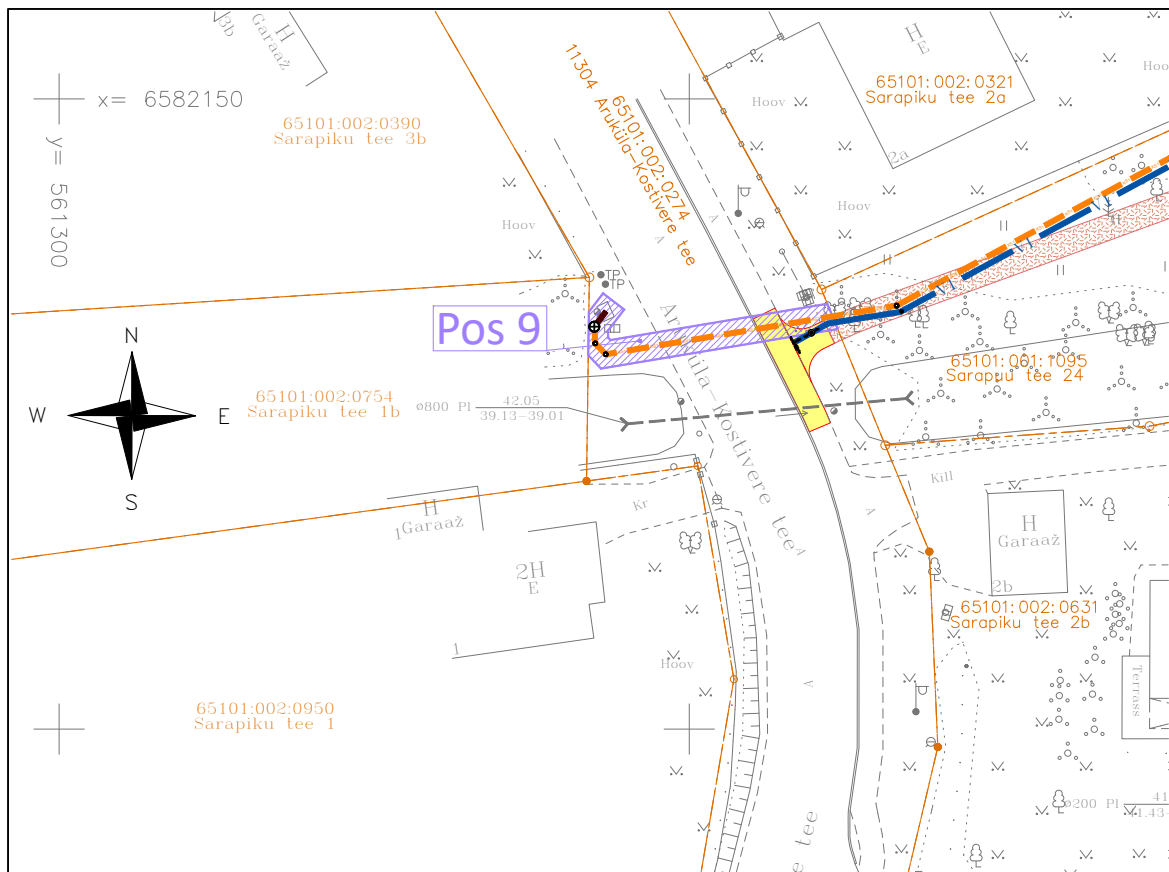 3b
H
Garaaž
x= 6582150
y= 561300
65101:002:0390
Sarapiku tee 3b
65101:002:0274
11304 Aruküla-Kostivere tee
H
E
65101:002:0321
Sarapiku tee 2a
Hoov
Hoov
2a
Hoov
Hoov
A
A
TP
TP
Pos 9
Aruküla-Kostivere tee
N
W
E
S
65101:002:0754
Sarapiku tee 1b
ø800 Pl
42.05
39.13-39.01
65101:001:1095
Sarapuu tee 24
H
Garaaž
1
Kr
Kill
A
A
H
Garaaž
2b
2H
E
1
Hoov
65101:002:0631
Sarapiku tee 2b
Terrass
A
65101:002:0950
Sarapiku tee 1
ø200 Pl
41
41.43-
e tee